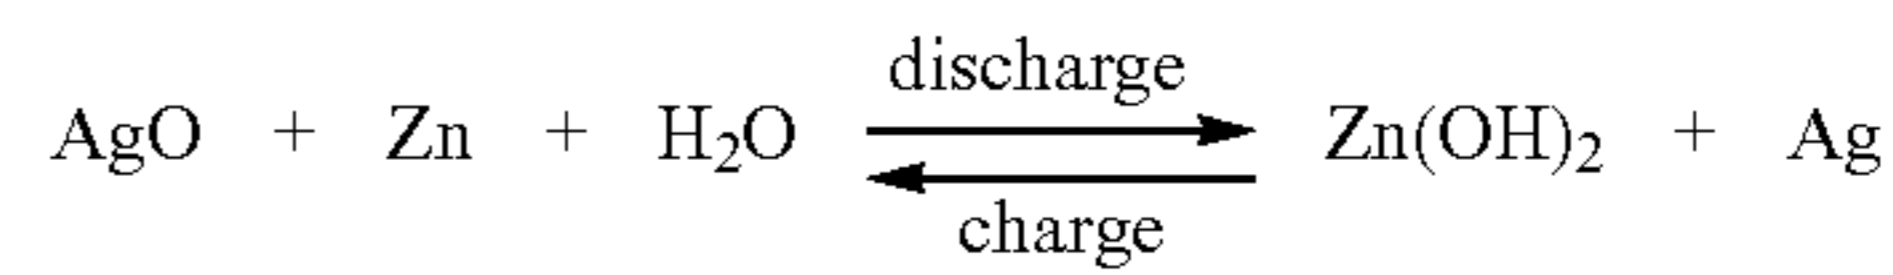 discharge
AgO + Zn + H₂O ⇌ Zn(OH)₂ + Ag
charge